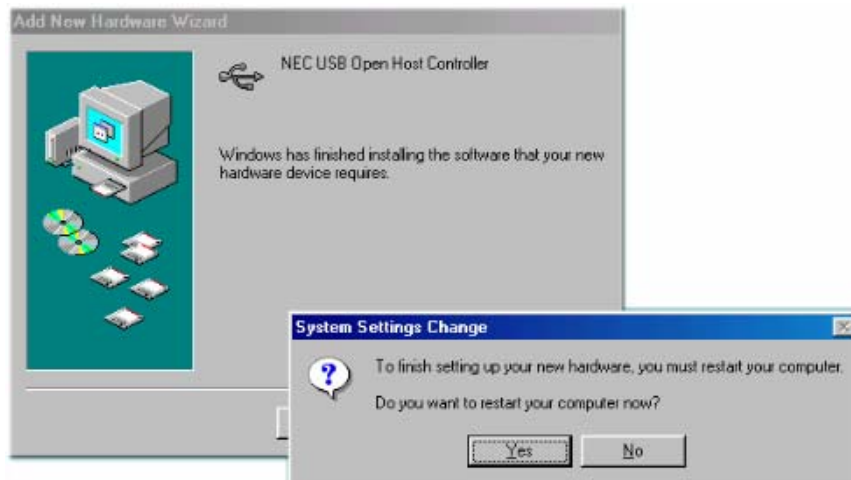 Add New Hardware Wizard
NEC USB Open Host Controller
Windows has finished installing the software that your new
hardware device requires.
System Settings Change
To finish setting up your new hardware, you must restart your computer.
Do you want to restart your computer now?
Yes
No